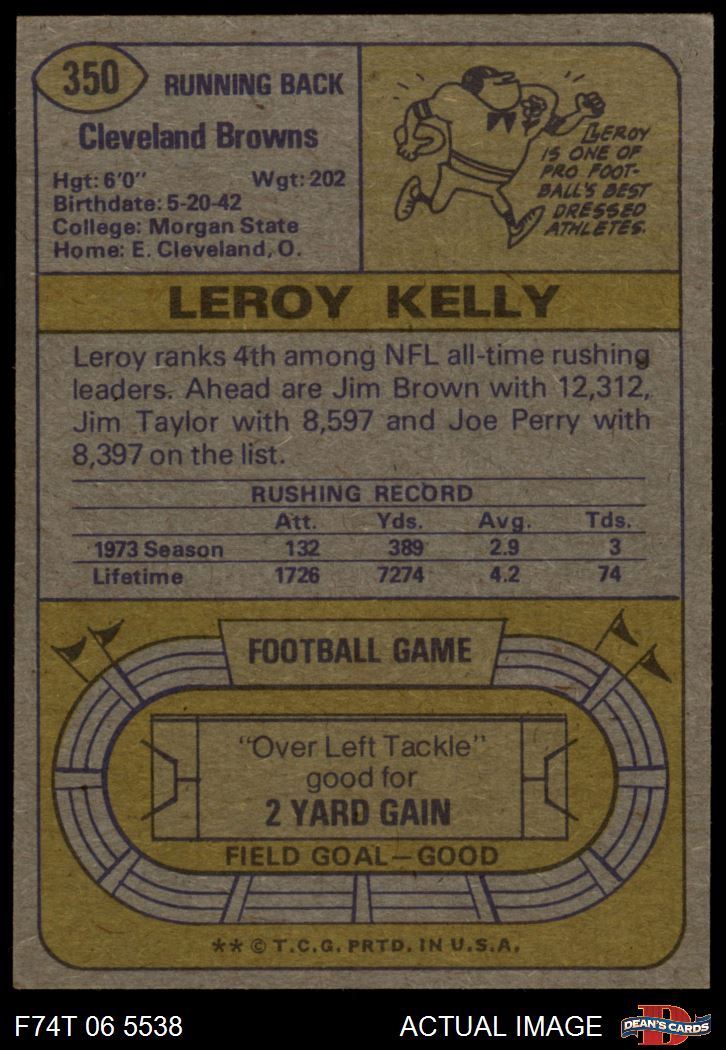 350
RUNNING BACK
Cleveland Browns
Hgt: 6'0" Wgt: 202
Birthdate: 5-20-42
College: Morgan State
Home: E. Cleveland, O.
LEROY
IS ONE OF
PRO FOOT-
BALL'S BEST
DRESSED
ATHLETES.
LEROY KELLY
Leroy ranks 4th among NFL all-time rushing
leaders. Ahead are Jim Brown with 12,312,
Jim Taylor with 8,597 and Joe Perry with
8,397 on the list.
RUSHING RECORD
Att. Yds. Avg. Tds.
1973 Season 132 389 2.9 3
Lifetime 1726 7274 4.2 74
FOOTBALL GAME
"Over Left Tackle"
good for
2 YARD GAIN
FIELD GOAL—GOOD
** © T.C.G. PRTD. IN U.S.A.
F74T 06 5538 ACTUAL IMAGE
D
DEAN'S CARDS